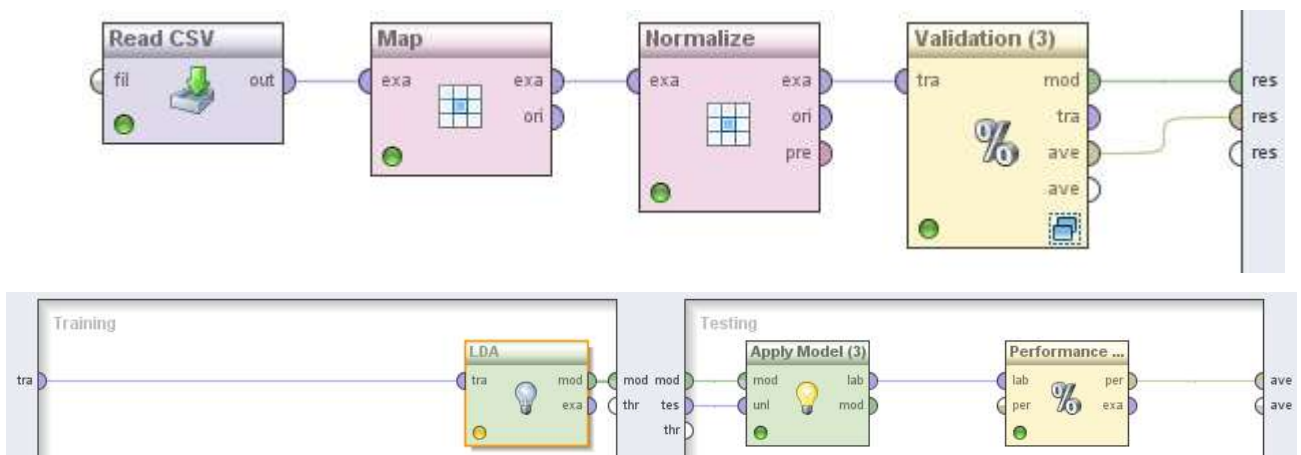 Read CSV
fil out
Map
exa exa
ori
Normalize
exa exa
ori
pre
Validation (3)
tra mod
tra
ave
ave
%
res
res
res
Training
tra
LDA
tra mod
exa
mod mod
thr tes
thr
Testing
Apply Model (3)
mod lab
unl mod
Performance ...
lab per
per exa
%
ave
ave